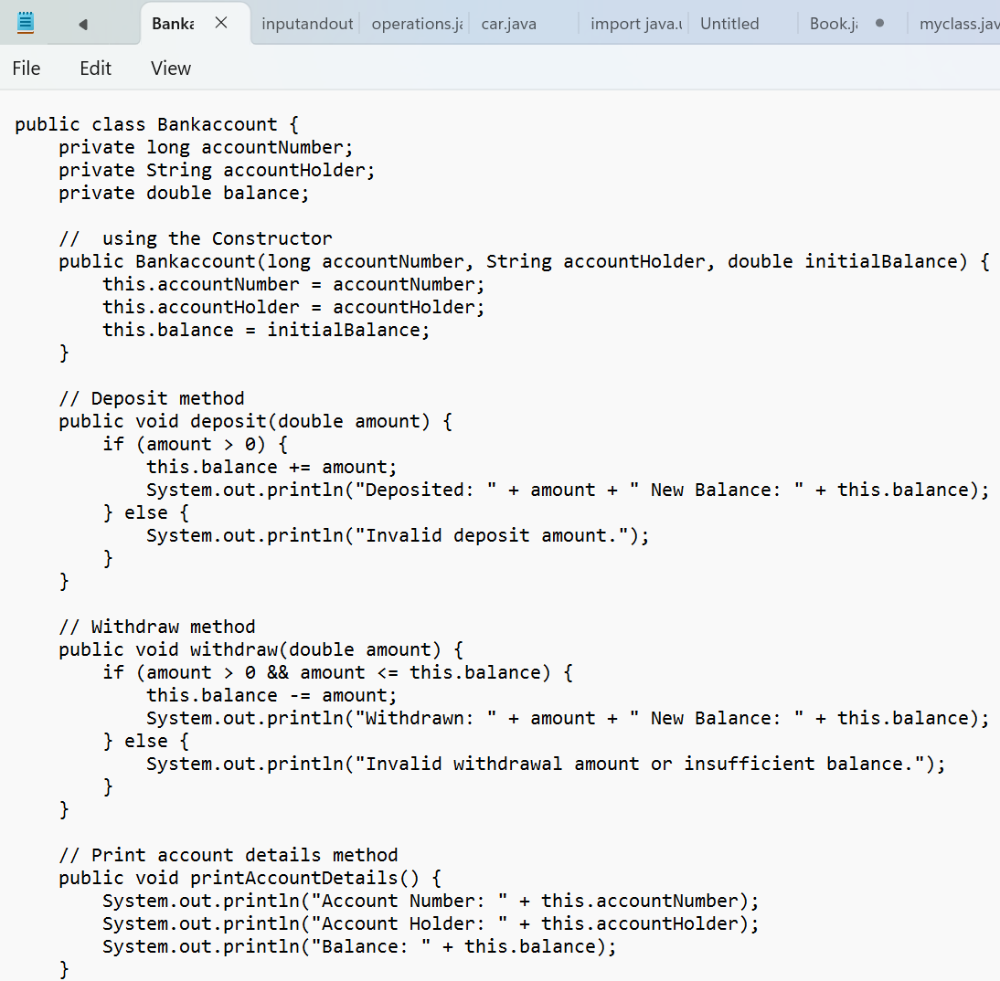 Banka inputandout operations.ja car.java import java.u Untitled Book.ja myclass.jav
File Edit View
public class Bankaccount {
    private long accountNumber;
    private String accountHolder;
    private double balance;

    //  using the Constructor
    public Bankaccount(long accountNumber, String accountHolder, double initialBalance) {
        this.accountNumber = accountNumber;
        this.accountHolder = accountHolder;
        this.balance = initialBalance;
    }

    // Deposit method
    public void deposit(double amount) {
        if (amount > 0) {
            this.balance += amount;
            System.out.println("Deposited: " + amount + " New Balance: " + this.balance);
        } else {
            System.out.println("Invalid deposit amount.");
        }
    }

    // Withdraw method
    public void withdraw(double amount) {
        if (amount > 0 && amount <= this.balance) {
            this.balance -= amount;
            System.out.println("Withdrawn: " + amount + " New Balance: " + this.balance);
        } else {
            System.out.println("Invalid withdrawal amount or insufficient balance.");
        }
    }

    // Print account details method
    public void printAccountDetails() {
        System.out.println("Account Number: " + this.accountNumber);
        System.out.println("Account Holder: " + this.accountHolder);
        System.out.println("Balance: " + this.balance);
    }